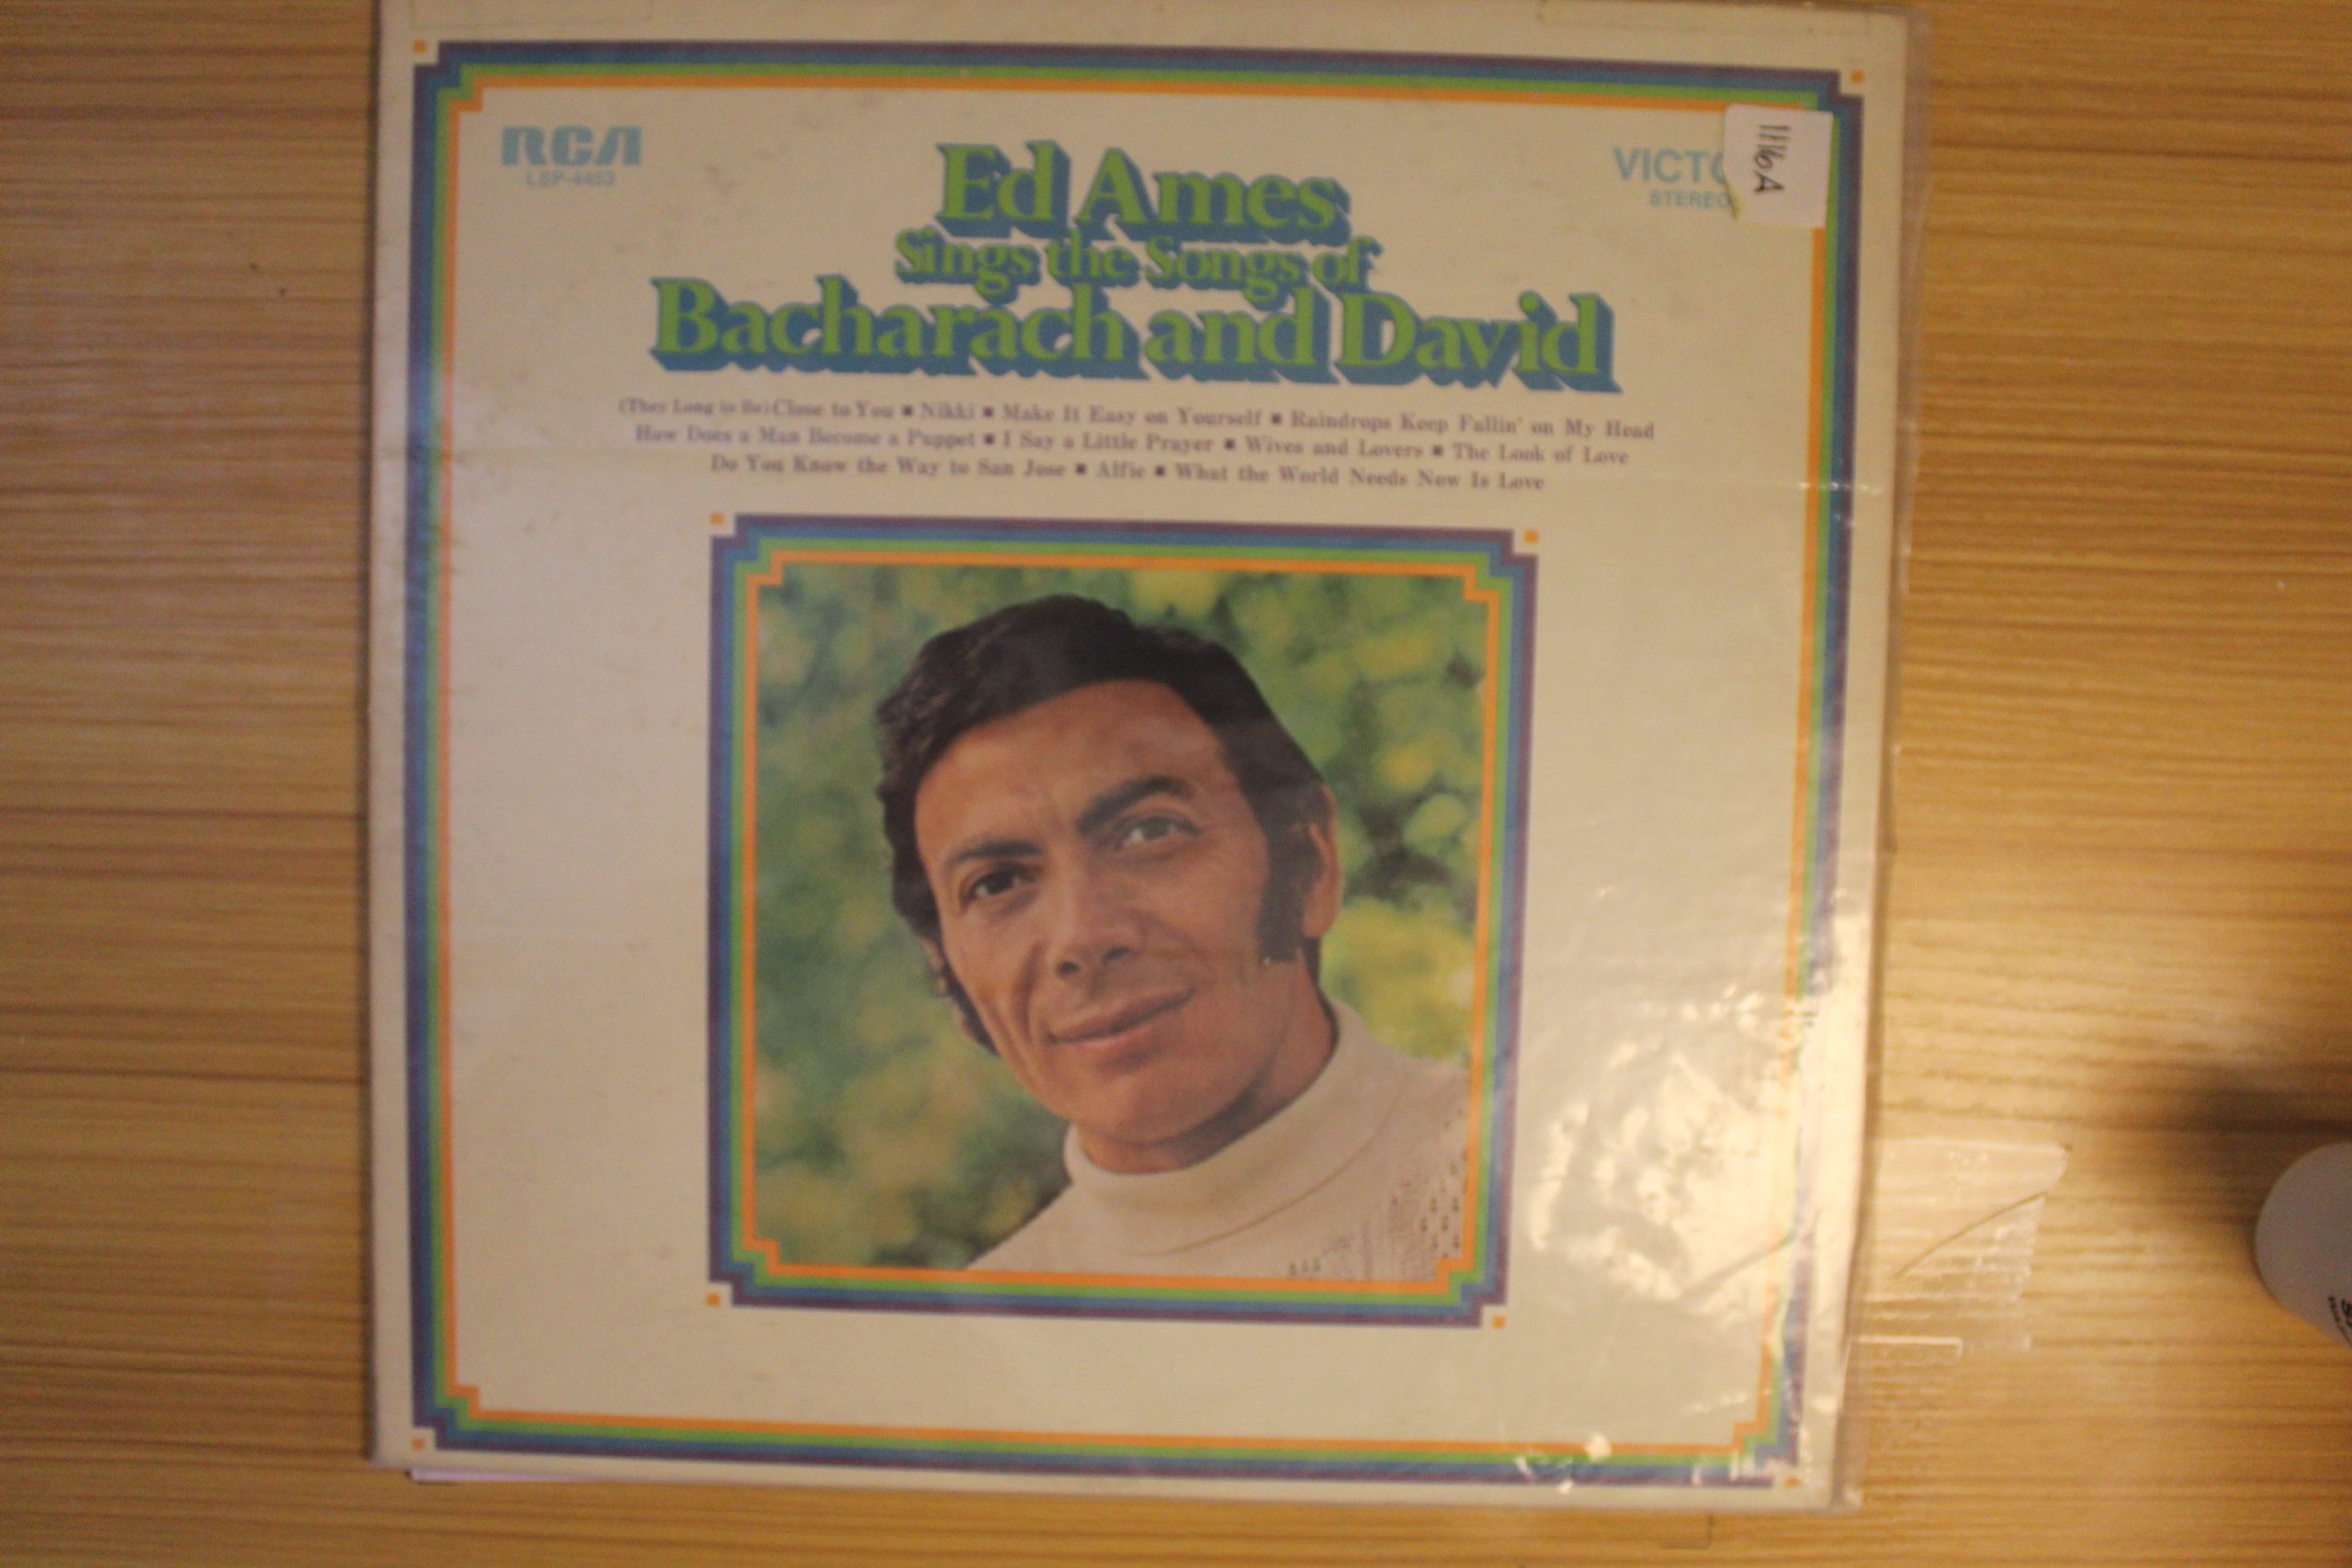 RCA
LSP-4453
VICTO
STEREO
1116A
Ed Ames
Sings the Songs of
Bacharach and David
(They Long to Be) Close to You ■ Nikki ■ Make It Easy on Yourself ■ Raindrops Keep Fallin' on My Head
How Does a Man Become a Puppet ■ I Say a Little Prayer ■ Wives and Lovers ■ The Look of Love
Do You Know the Way to San Jose ■ Alfie ■ What the World Needs Now Is Love